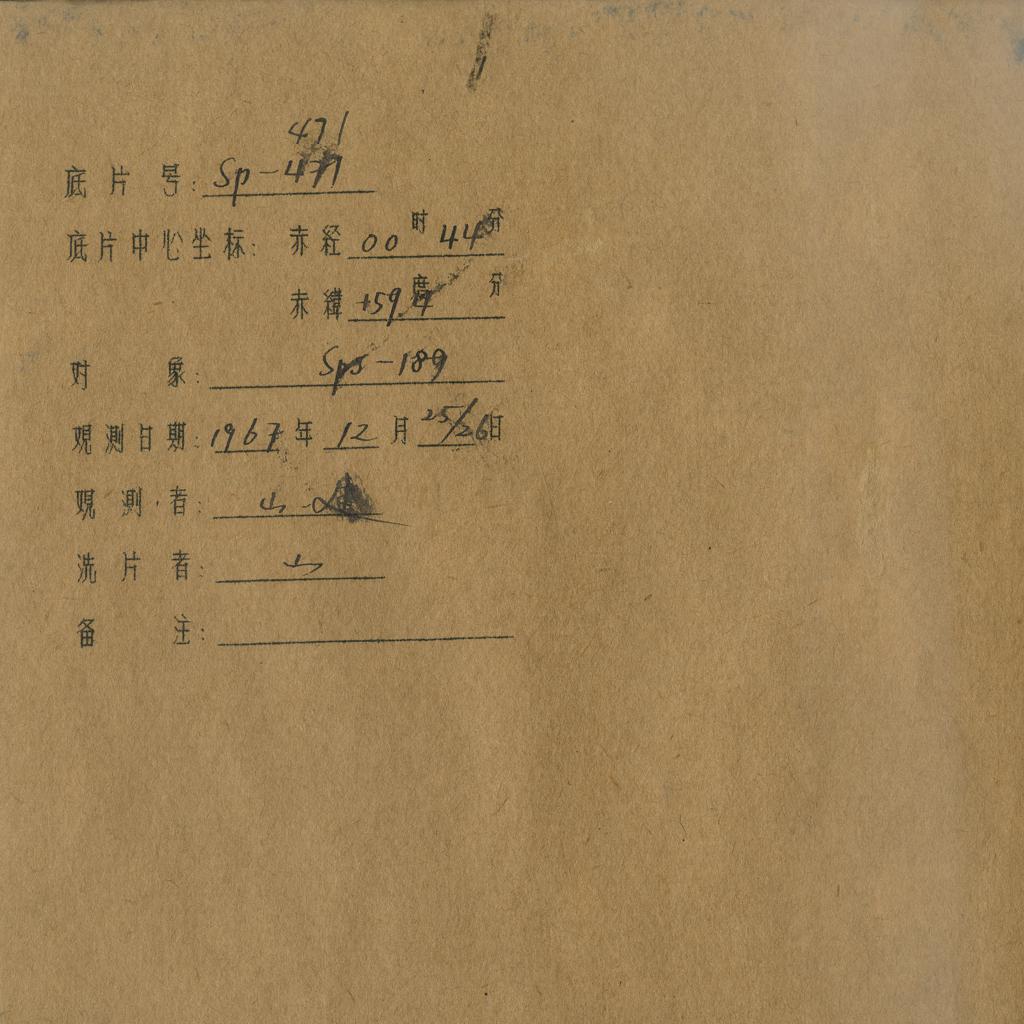 471
底片号: Sp-471
底片中心坐标: 赤经 00 时 44 分
赤緯 +59.4 度 分
对象: Sps-189
观测日期: 1967 年 12 月 25/26 日
观测者: 山
洗片者: 山
备注: